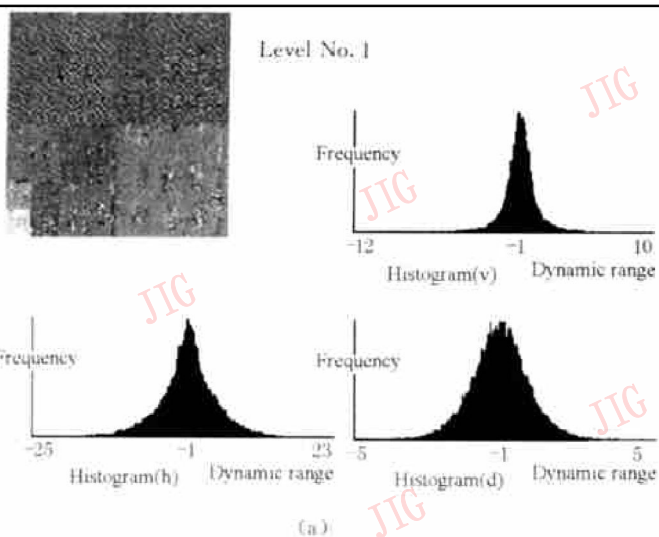 Level No. 1
JIG
Frequency
JIG
-12 -1 10
Histogram(v) Dynamic range
JIG
Frequency
Frequency
JIG
-25 -1 23
Histogram(h) Dynamic range
-5 -1 5
Histogram(d) Dynamic range
JIG
(a)